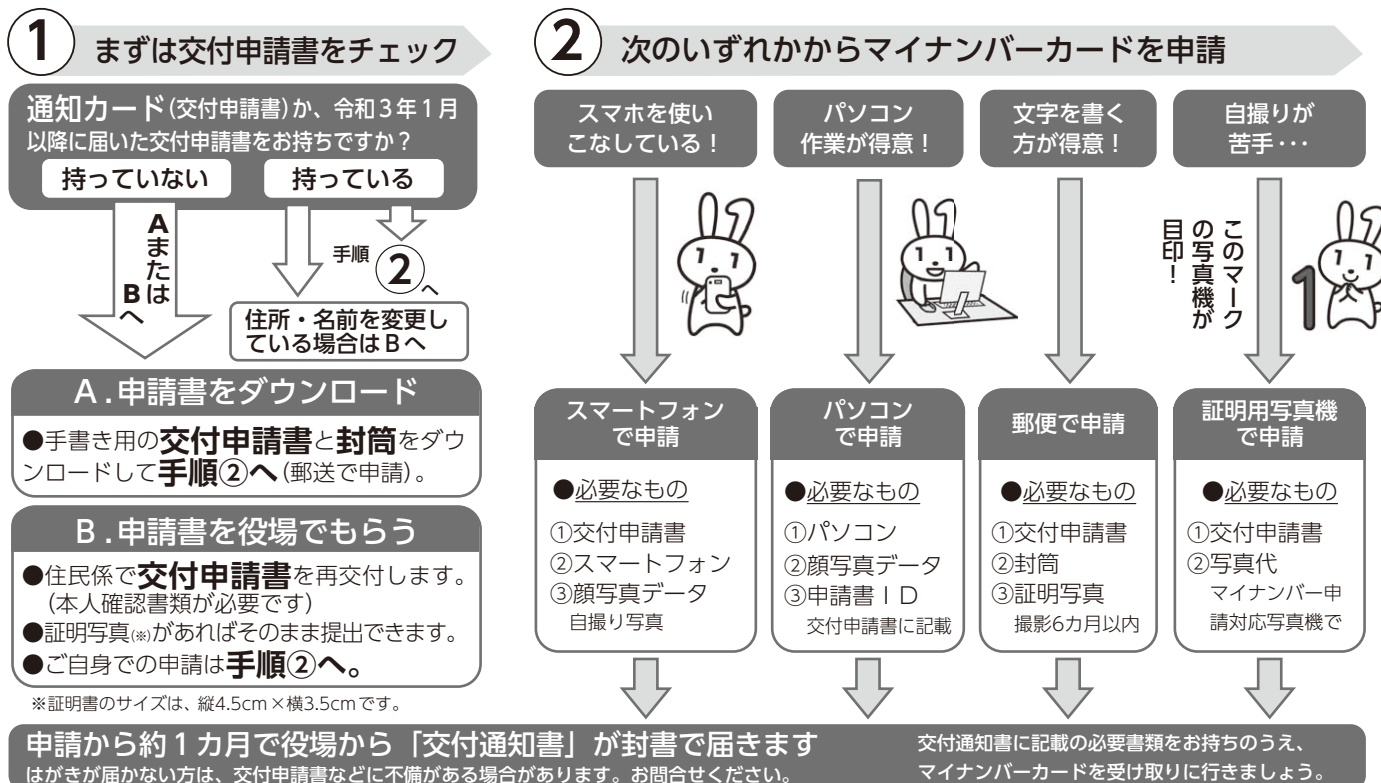 1 まずは交付申請書をチェック
通知カード(交付申請書)か、令和3年1月
以降に届いた交付申請書をお持ちですか?
持っていない
持っている
AまたはBへ
手順②へ
住所・名前を変更し
ている場合はBへ
A.申請書をダウンロード
●手書き用の交付申請書と封筒をダウ
ンロードして手順②へ(郵送で申請)。
B.申請書を役場でもらう
●住民係で交付申請書を再交付します。
(本人確認書類が必要です)
●証明写真(※)があればそのまま提出できます。
●ご自身での申請は手順②へ。
※証明書のサイズは、縦4.5cm×横3.5cmです。
2 次のいずれかからマイナンバーカードを申請
スマホを使い
こなしている!
スマートフォン
で申請
●必要なもの
①交付申請書
②スマートフォン
③顔写真データ
自撮り写真
パソコン
作業が得意!
パソコン
で申請
●必要なもの
①パソコン
②顔写真データ
③申請書ID
交付申請書に記載
文字を書く
方が得意!
郵便で申請
●必要なもの
①交付申請書
②封筒
③証明写真
撮影6カ月以内
自撮りが
苦手・・・
このマーク
の写真機が
目印!
1
証明用写真機
で申請
●必要なもの
①交付申請書
②写真代
マイナンバー申
請対応写真機で
申請から約1カ月で役場から「交付通知書」が封書で届きます
はがきが届かない方は、交付申請書などに不備がある場合があります。お問合せください。
交付通知書に記載の必要書類をお持ちのうえ、
マイナンバーカードを受け取りに行きましょう。